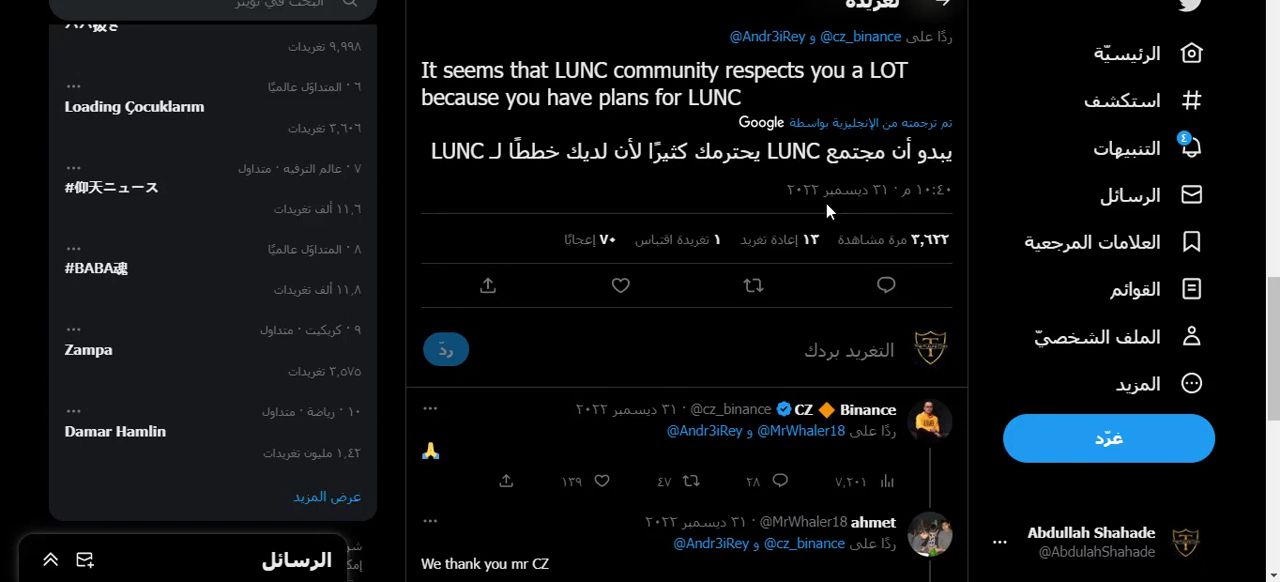 الرئيسيّة
استكشف
٤
التنبيهات
الرسائل
العلامات المرجعية
القوائم
الملف الشخصيّ
المزيد
غرّد
Abdullah Shahade
@AbdulahShahade
تغريدة
ردًا على @cz_binance و @Andr3iRey
It seems that LUNC community respects you a LOT
because you have plans for LUNC
تم ترجمته من الإنجليزية بواسطة Google
يبدو أن مجتمع LUNC يحترمك كثيرًا لأن لديك خططًا لـ LUNC
١٠:٤٠ م · ٣١ ديسمبر ٢٠٢٢
٣,٦٢٢ مرة مشاهدة ١٣ إعادة تغريد ١ تغريدة اقتباس ٧٠ إعجابًا
التغريد بردك
ردّ
CZ 🔶 Binance @cz_binance · ٣١ ديسمبر ٢٠٢٢
ردًا على @MrWhaler18 و @Andr3iRey
🙏
٧,٢٠١ ٢٨ ٤٧ ١٣٩
ahmet @MrWhaler18 · ٣١ ديسمبر ٢٠٢٢
ردًا على @cz_binance و @Andr3iRey
We thank you mr CZ
البحث في تويتر
٩,٩٩٨ تغريدات
٦ · المتداوَل عالميًا
Loading Çocuklarım
٣,٦٠٦ تغريدات
٧ · عالم الترفيه · متداول
#仰天ニュース
١١,٦ ألف تغريدات
٨ · المتداوَل عالميًا
#BABA魂
١١,٨ ألف تغريدات
٩ · كريكيت · متداول
Zampa
٣,٥٧٥ تغريدات
١٠ · رياضة · متداول
Damar Hamlin
١,٤٢ مليون تغريدات
عرض المزيد
الرسائل